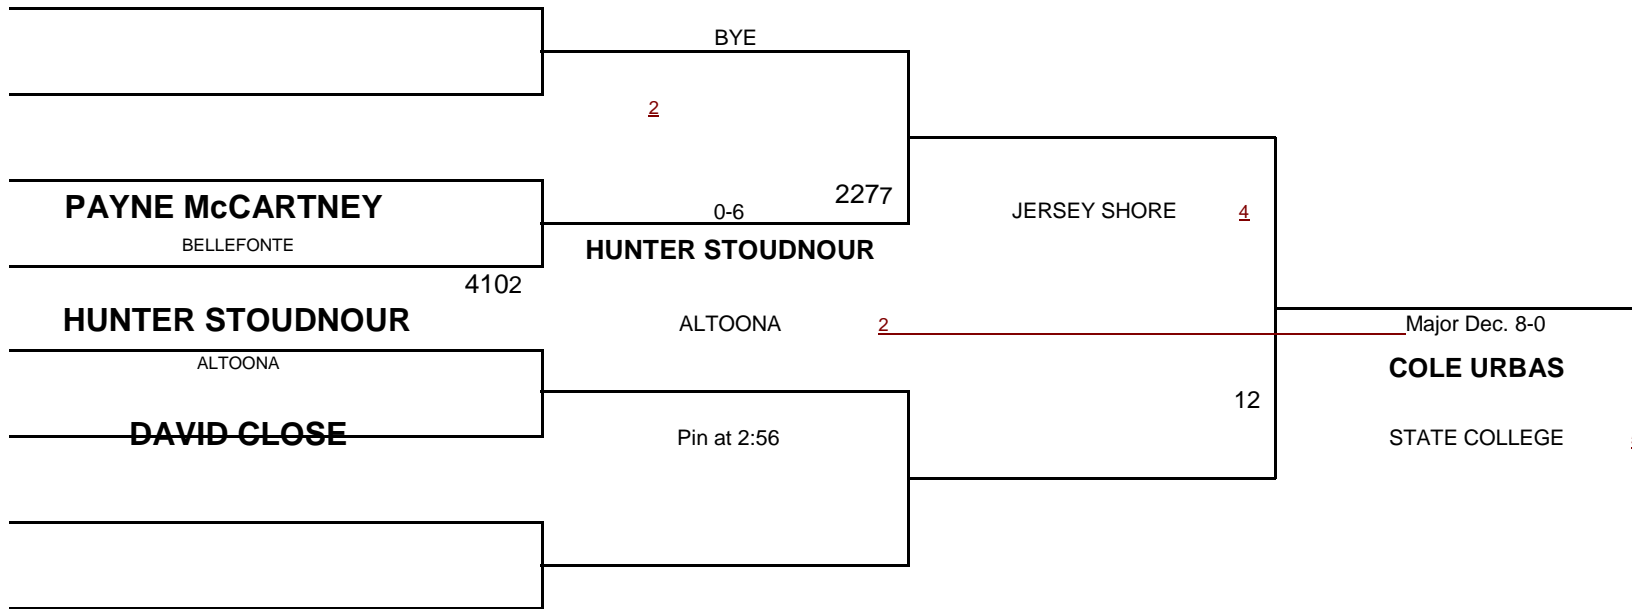 BYE
2
PAYNE McCARTNEY
BELLEFONTE
0-6
2277
JERSEY SHORE 4
HUNTER STOUDNOUR
4102
HUNTER STOUDNOUR
ALTOONA
ALTOONA 2
Major Dec. 8-0
COLE URBAS
12
DAVID CLOSE
Pin at 2:56
STATE COLLEGE